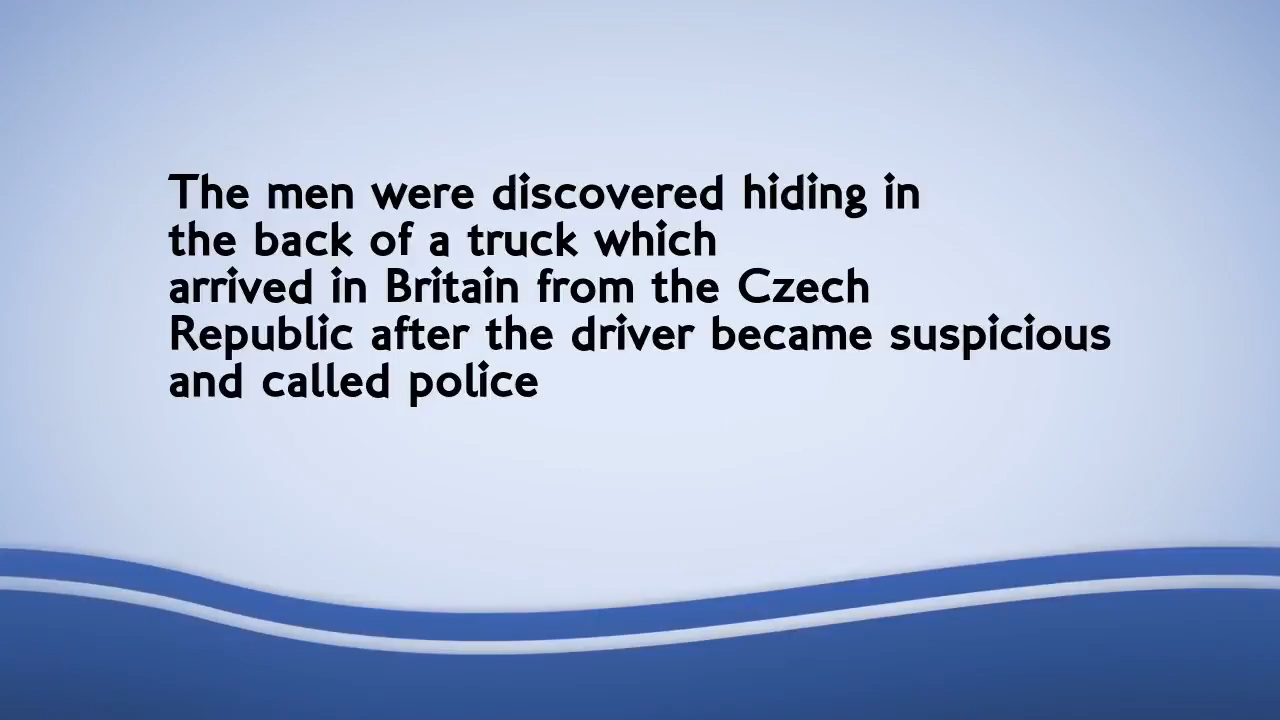 The men were discovered hiding in
the back of a truck which
arrived in Britain from the Czech
Republic after the driver became suspicious
and called police